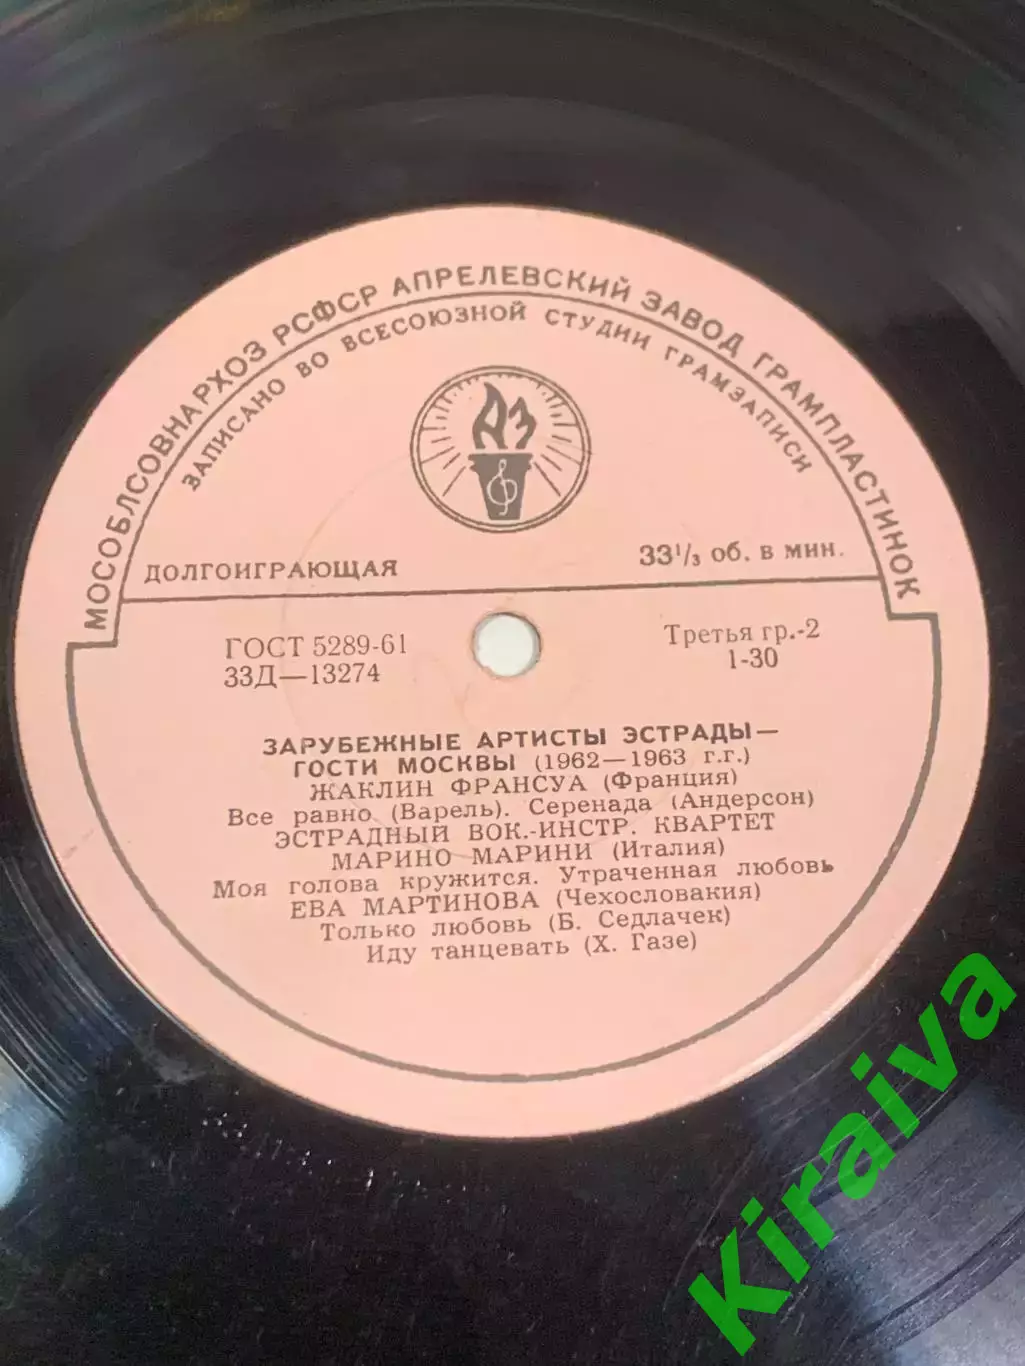 МОСОБЛСОВНАРХОЗ РСФСР АПРЕЛЕВСКИЙ ЗАВОД ГРАМПЛАСТИНОК
ЗАПИСАНО ВО ВСЕСОЮЗНОЙ СТУДИИ ГРАМЗАПИСИ
АЗ
ДОЛГОИГРАЮЩАЯ 33 1/3 об. в мин.
ГОСТ 5289-61 Третья гр.-2
33Д—13274 1-30
ЗАРУБЕЖНЫЕ АРТИСТЫ ЭСТРАДЫ—
ГОСТИ МОСКВЫ (1962—1963 г.г.)
ЖАКЛИН ФРАНСУА (Франция)
Все равно (Варель). Серенада (Андерсон)
ЭСТРАДНЫЙ ВОК.-ИНСТР. КВАРТЕТ
МАРИНО МАРИНИ (Италия)
Моя голова кружится. Утраченная любовь
ЕВА МАРТИНОВА (Чехословакия)
Только любовь (Б. Седлачек)
Иду танцевать (Х. Газе)
Kiraiva